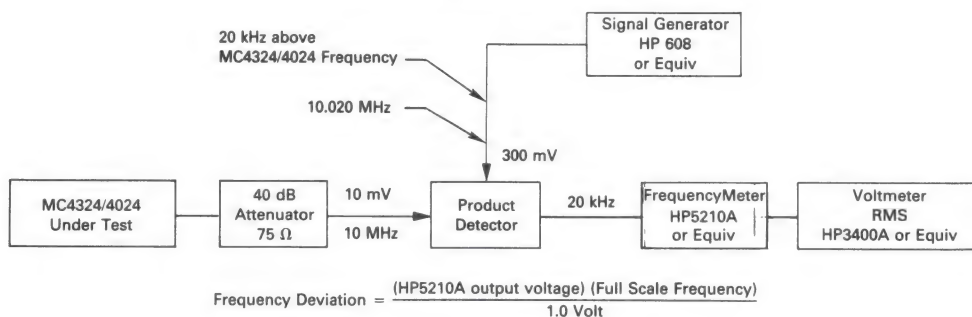 20 kHz above
MC4324/4024 Frequency
10.020 MHz
Signal Generator
HP 608
or Equiv
300 mV
MC4324/4024
Under Test
40 dB
Attenuator
75 Ω
10 mV
10 MHz
Product
Detector
20 kHz
FrequencyMeter
HP5210A
or Equiv
Voltmeter
RMS
HP3400A or Equiv
Frequency Deviation = (HP5210A output voltage) (Full Scale Frequency)
1.0 Volt